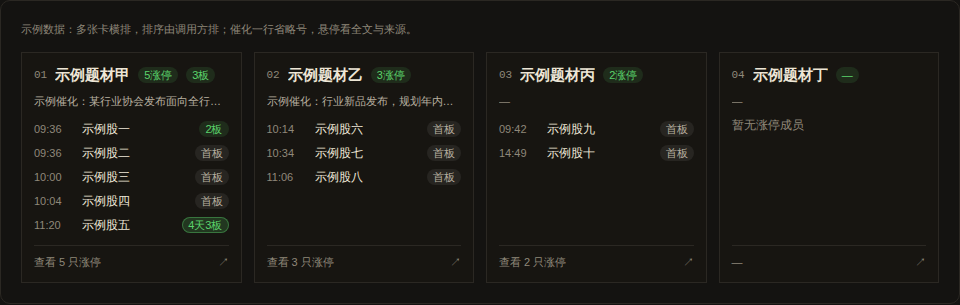 示例数据：多张卡横排，排序由调用方排；催化一行省略号，悬停看全文与来源。
01 示例题材甲 5涨停 3板
示例催化：某行业协会发布面向全行…
09:36 示例股一 2板
09:36 示例股二 首板
10:00 示例股三 首板
10:04 示例股四 首板
11:20 示例股五 4天3板
查看 5 只涨停 ↗
02 示例题材乙 3涨停
示例催化：行业新品发布，规划年内…
10:14 示例股六 首板
10:34 示例股七 首板
11:06 示例股八 首板
查看 3 只涨停 ↗
03 示例题材丙 2涨停
—
09:42 示例股九 首板
14:49 示例股十 首板
查看 2 只涨停 ↗
04 示例题材丁 —
—
暂无涨停成员
— ↗